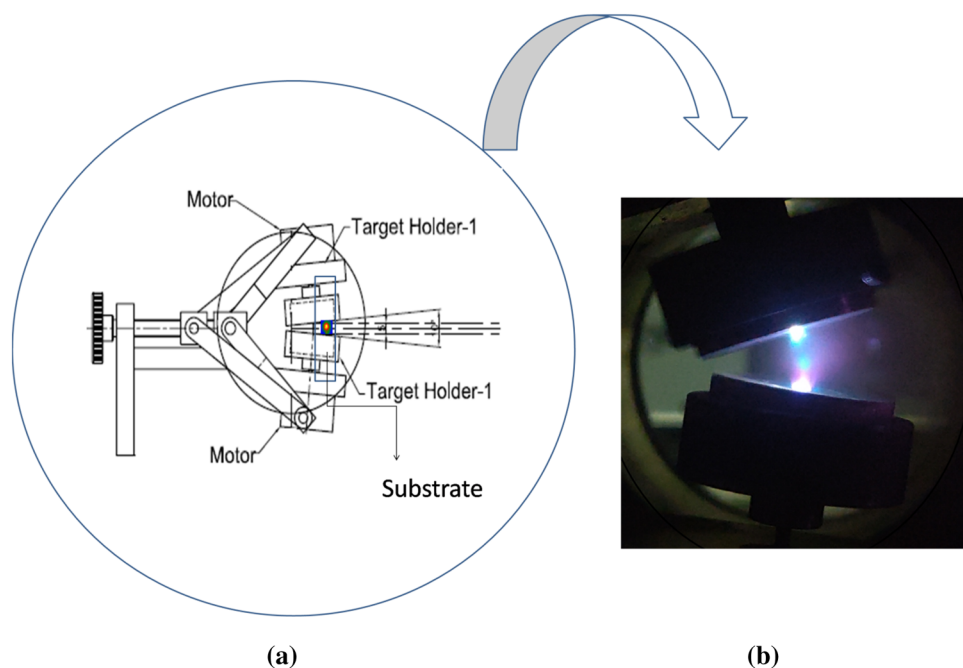 Motor
Target Holder-1
Target Holder-1
Motor
Substrate
(a)
(b)